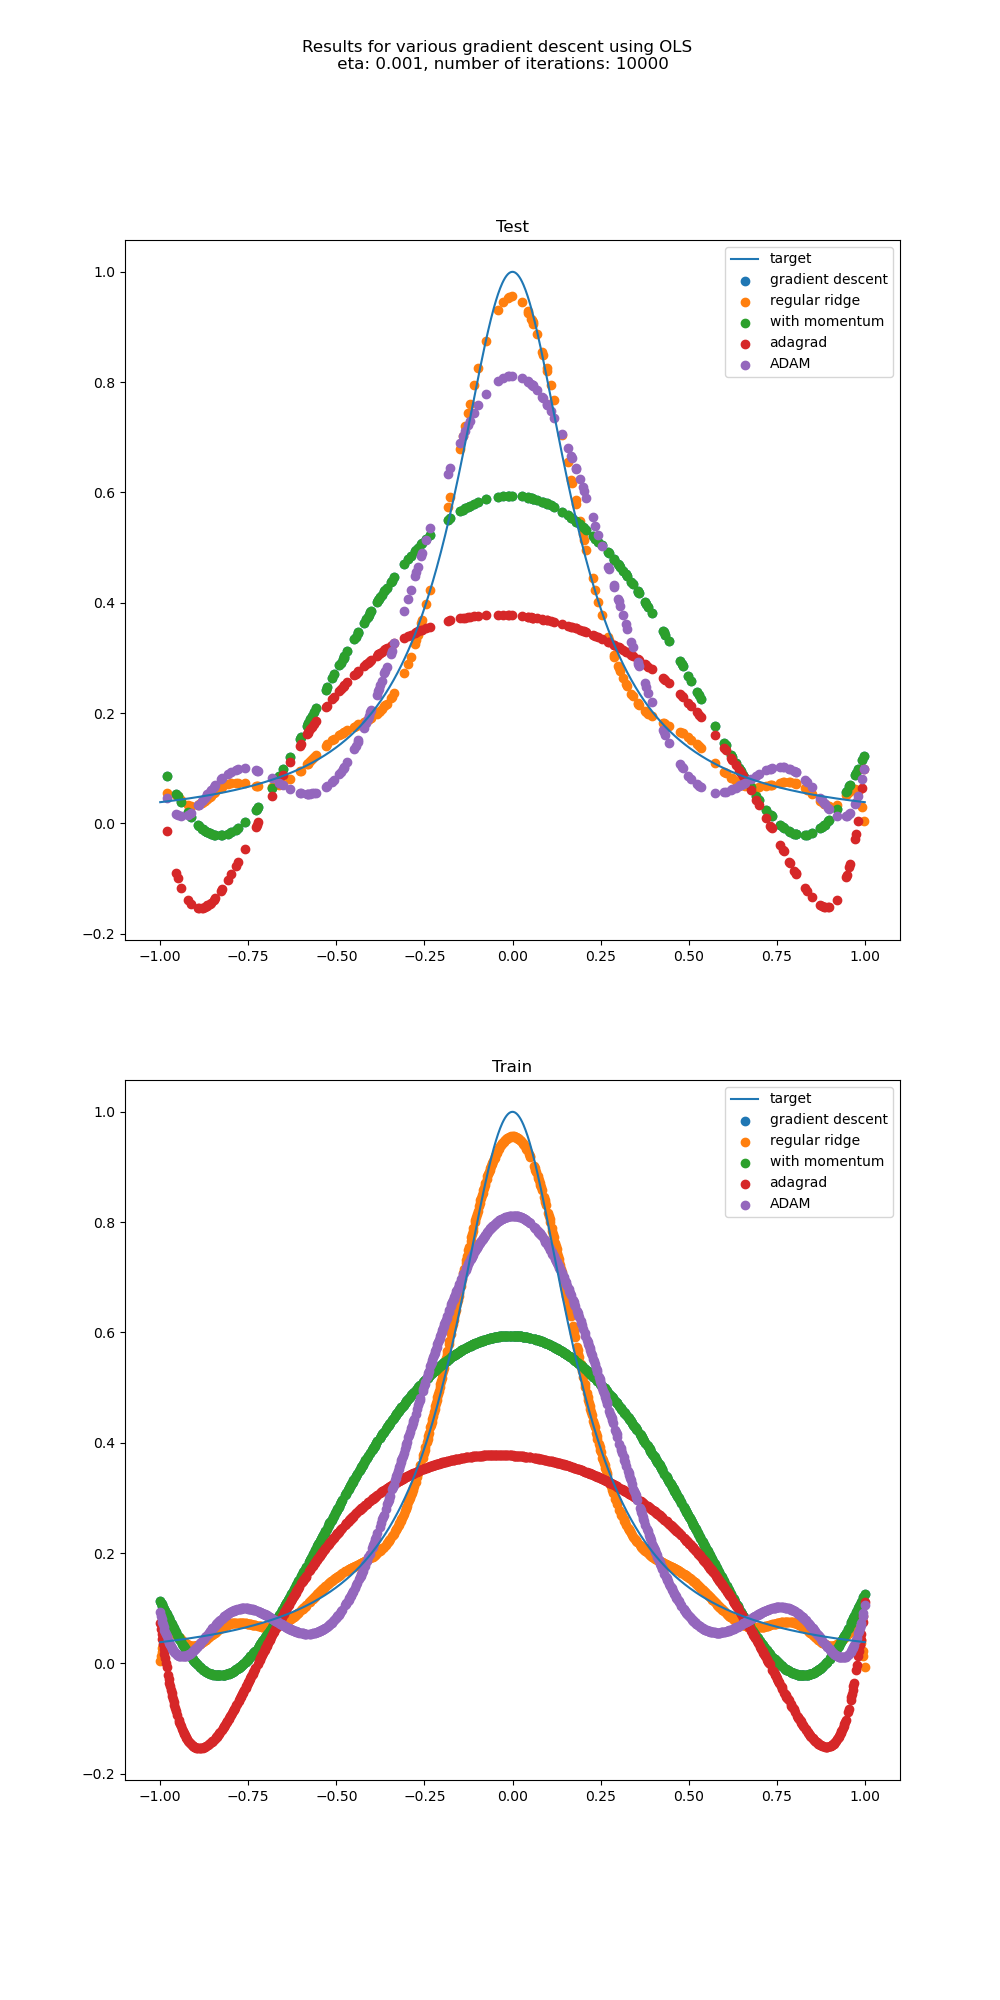 Results for various gradient descent using OLS
eta: 0.001, number of iterations: 10000
Test
target
gradient descent
regular ridge
with momentum
adagrad
ADAM
1.0
0.8
0.6
0.4
0.2
0.0
−0.2
−1.00 −0.75 −0.50 −0.25 0.00 0.25 0.50 0.75 1.00
Train
target
gradient descent
regular ridge
with momentum
adagrad
ADAM
1.0
0.8
0.6
0.4
0.2
0.0
−0.2
−1.00 −0.75 −0.50 −0.25 0.00 0.25 0.50 0.75 1.00